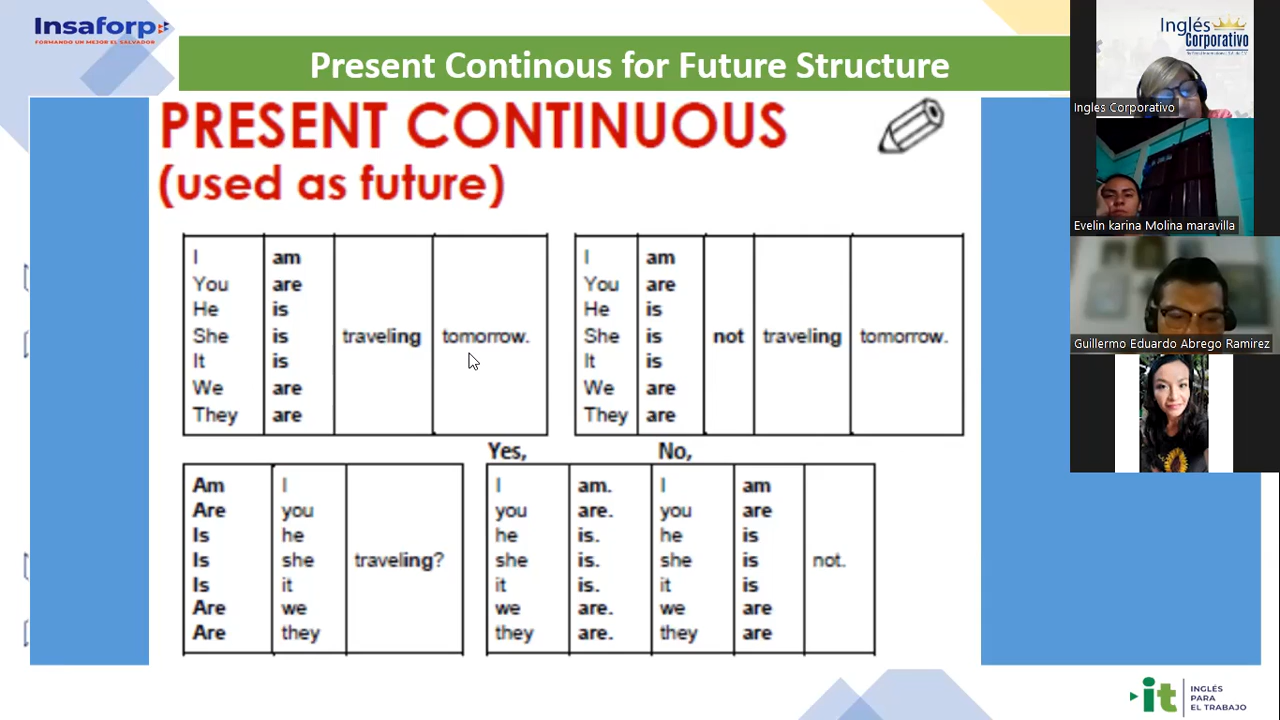 Insaforp
FORMANDO UN MEJOR EL SALVADOR
Present Continous for Future Structure
PRESENT CONTINUOUS
(used as future)
I am
You are
He is
She is traveling tomorrow.
It is
We are
They are
I am
You are
He is
She is not traveling tomorrow.
It is
We are
They are
Yes, No,
Am I
Are you
Is he
Is she traveling?
Is it
Are we
Are they
I am. I am
you are. you are
he is. he is
she is. she is not.
it is. it is
we are. we are
they are. they are
Inglés
Corporativo
Ingles Corporativo
Evelin karina Molina maravilla
Guillermo Eduardo Abrego Ramirez
it
INGLÉS
PARA
EL TRABAJO